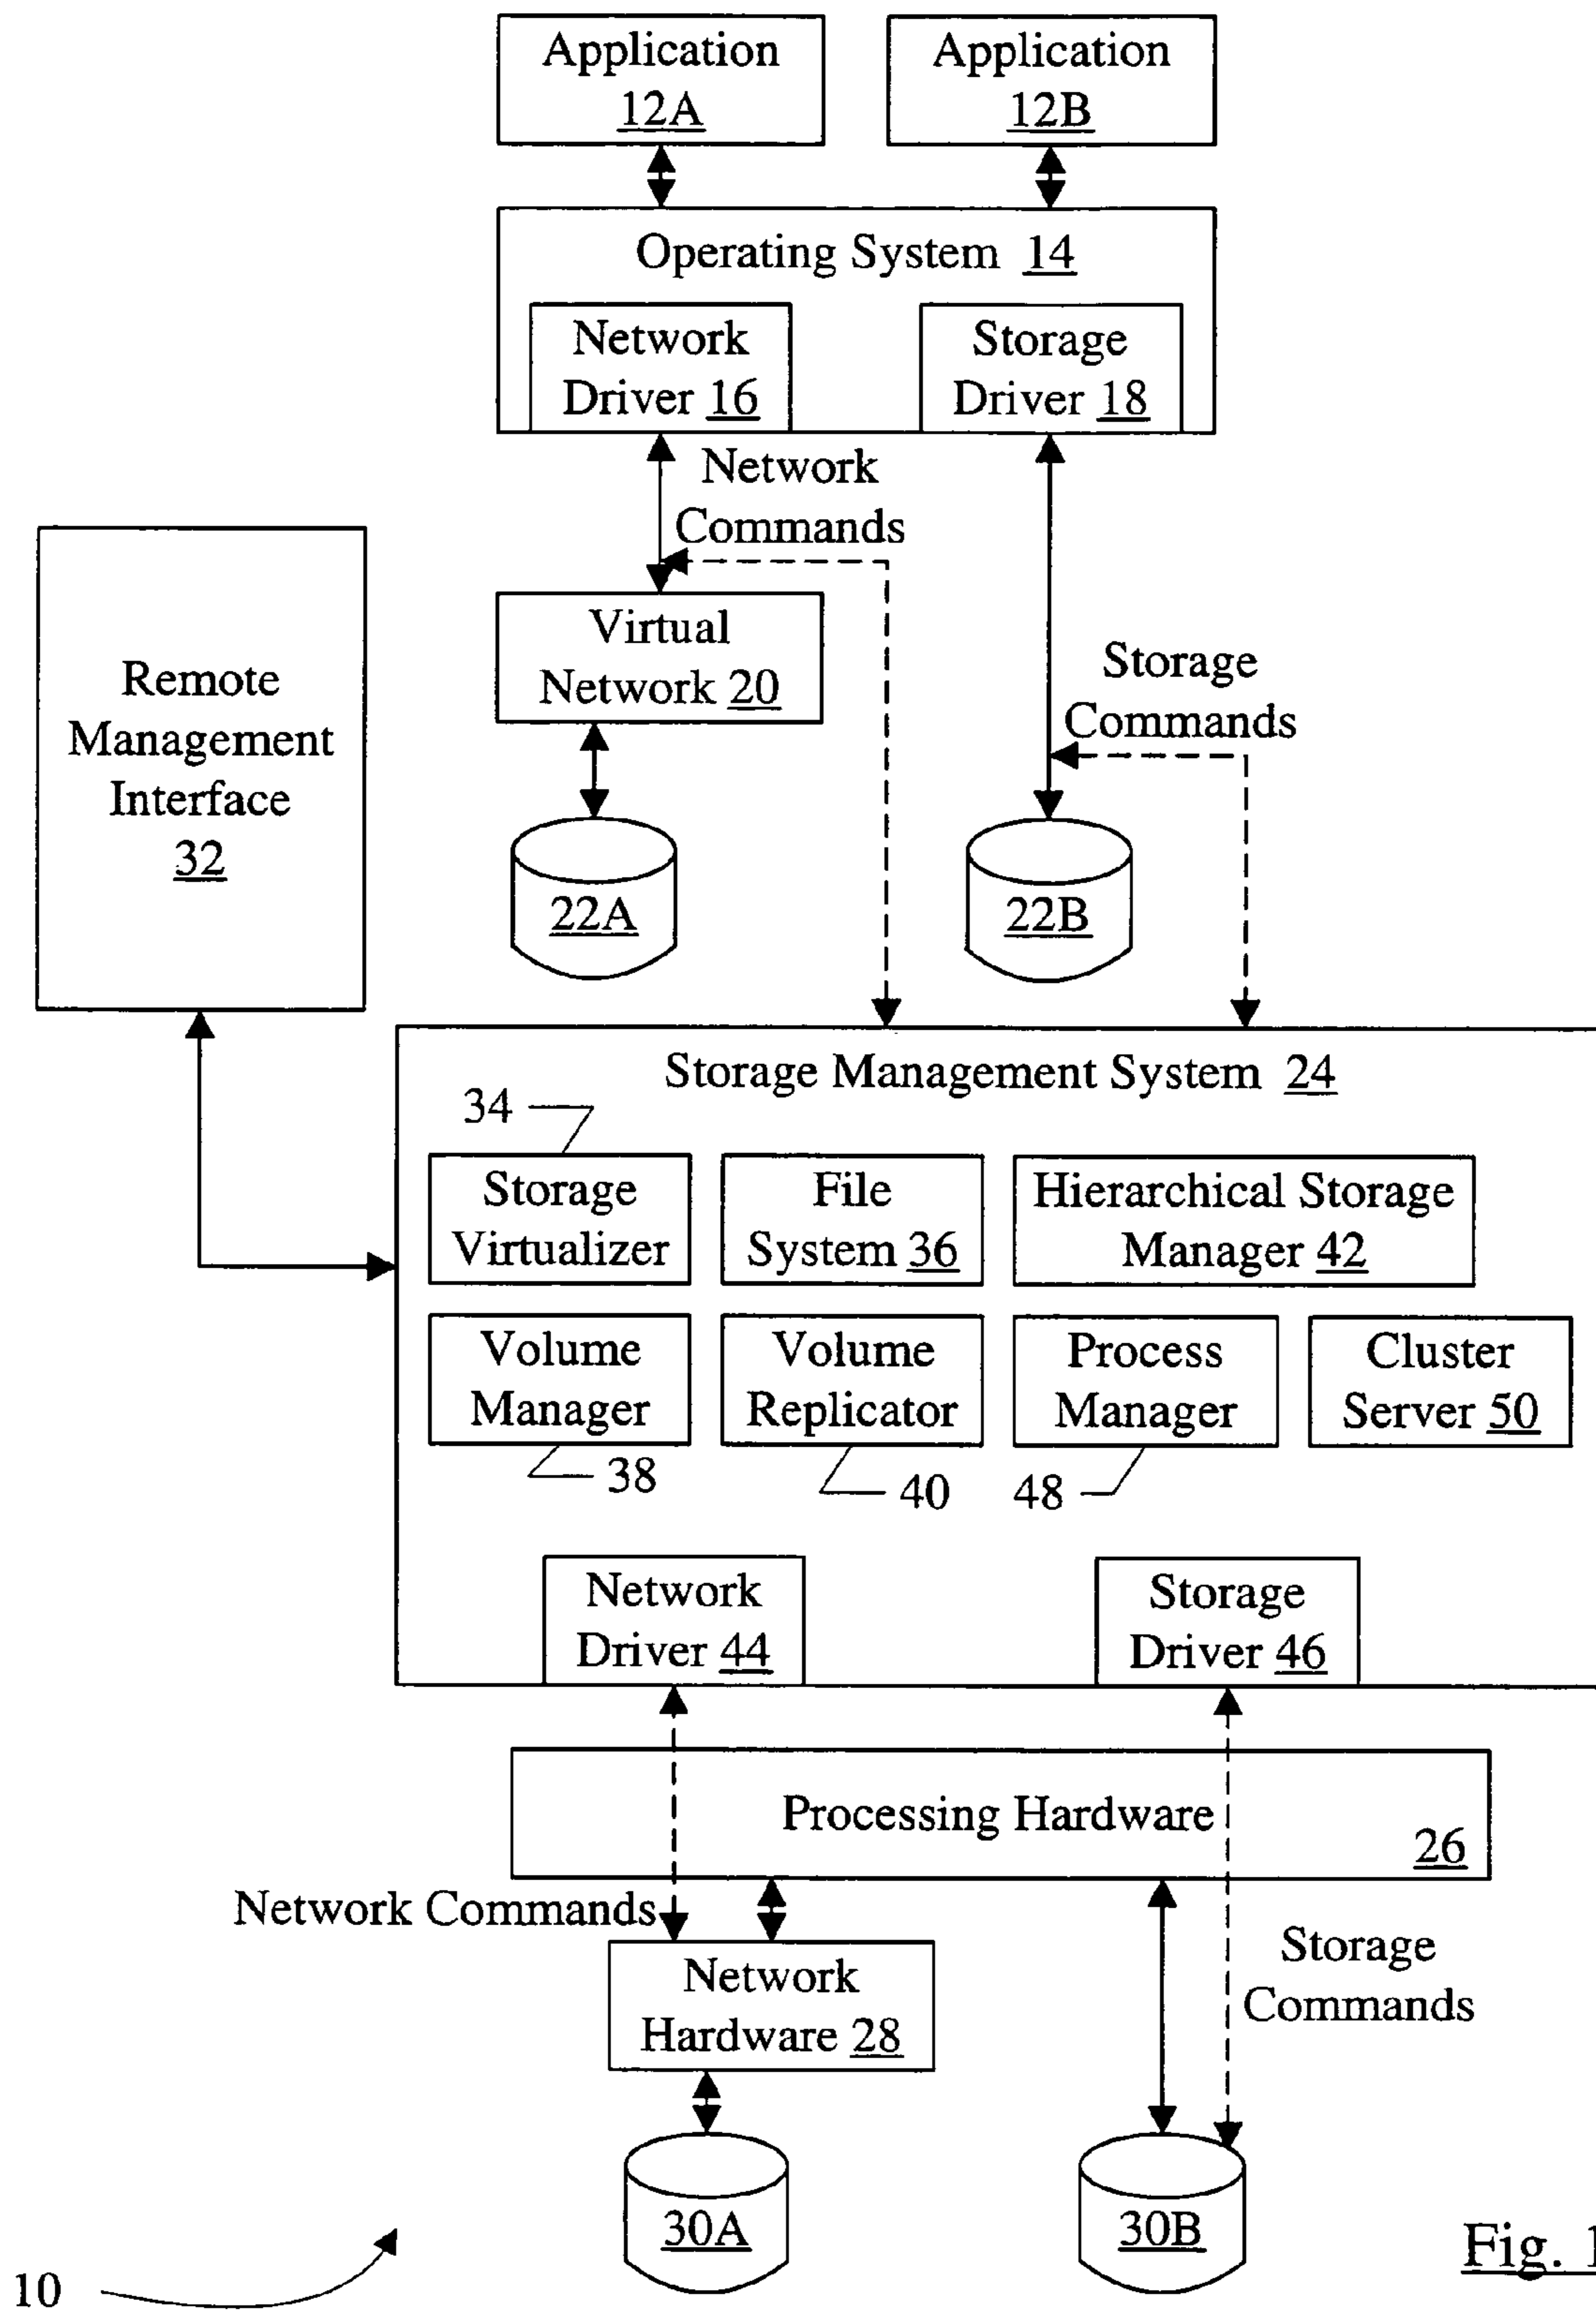 Application
12A
Application
12B
Operating System 14
Network
Driver 16
Storage
Driver 18
Network
Commands
Remote
Management
Interface
32
Virtual
Network 20
Storage
Commands
22A
22B
Storage Management System 24
34
Storage
Virtualizer
File
System 36
Hierarchical Storage
Manager 42
Volume
Manager
Volume
Replicator
Process
Manager
Cluster
Server 50
38
40
48
Network
Driver 44
Storage
Driver 46
Processing Hardware
26
Network Commands
Network
Hardware 28
Storage
Commands
30A
30B
10
Fig. 1